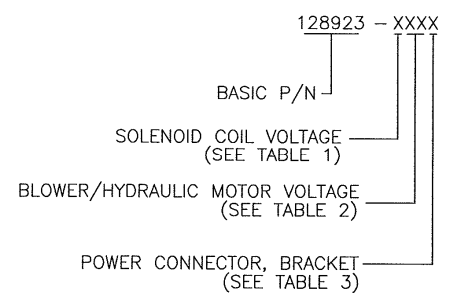 128923-XXXX
BASIC P/N
SOLENOID COIL VOLTAGE
(SEE TABLE 1)
BLOWER/HYDRAULIC MOTOR VOLTAGE
(SEE TABLE 2)
POWER CONNECTOR, BRACKET
(SEE TABLE 3)